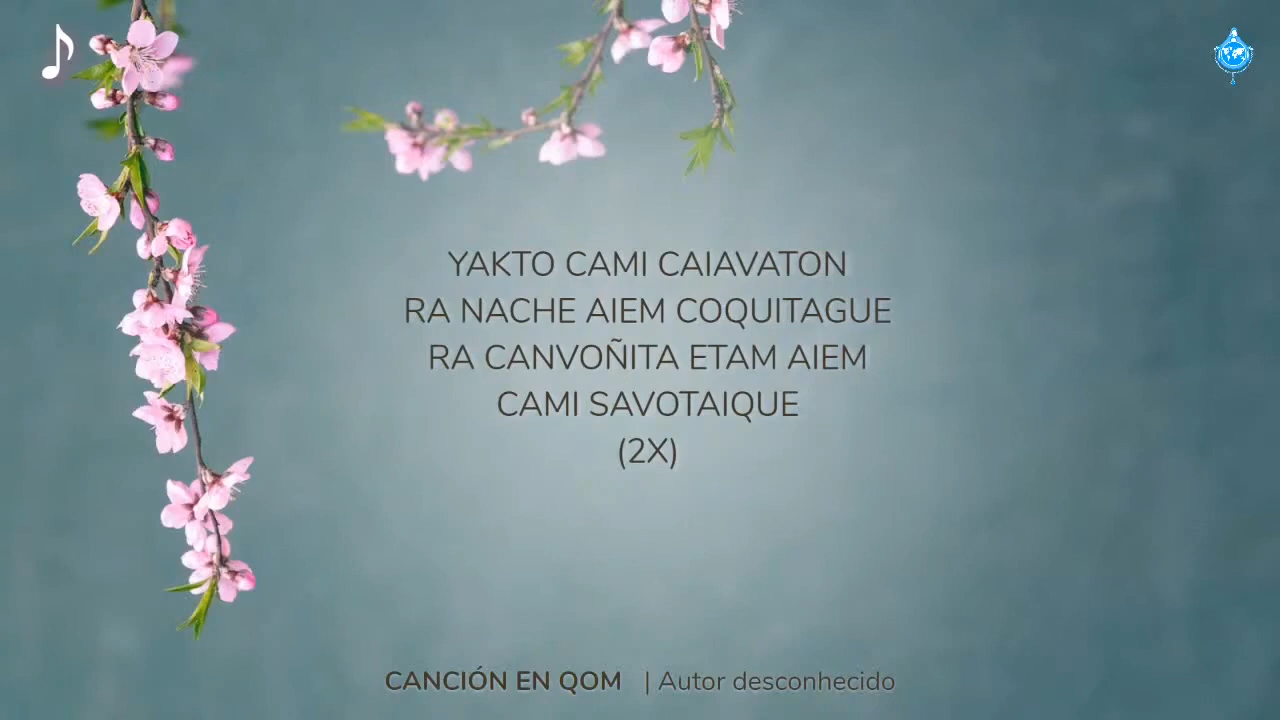 YAKTO CAMI CAIAVATON
RA NACHE AIEM COQUITAGUE
RA CANVOÑITA ETAM AIEM
CAMI SAVOTAIQUE
(2X)
CANCIÓN EN QOM | Autor desconhecido